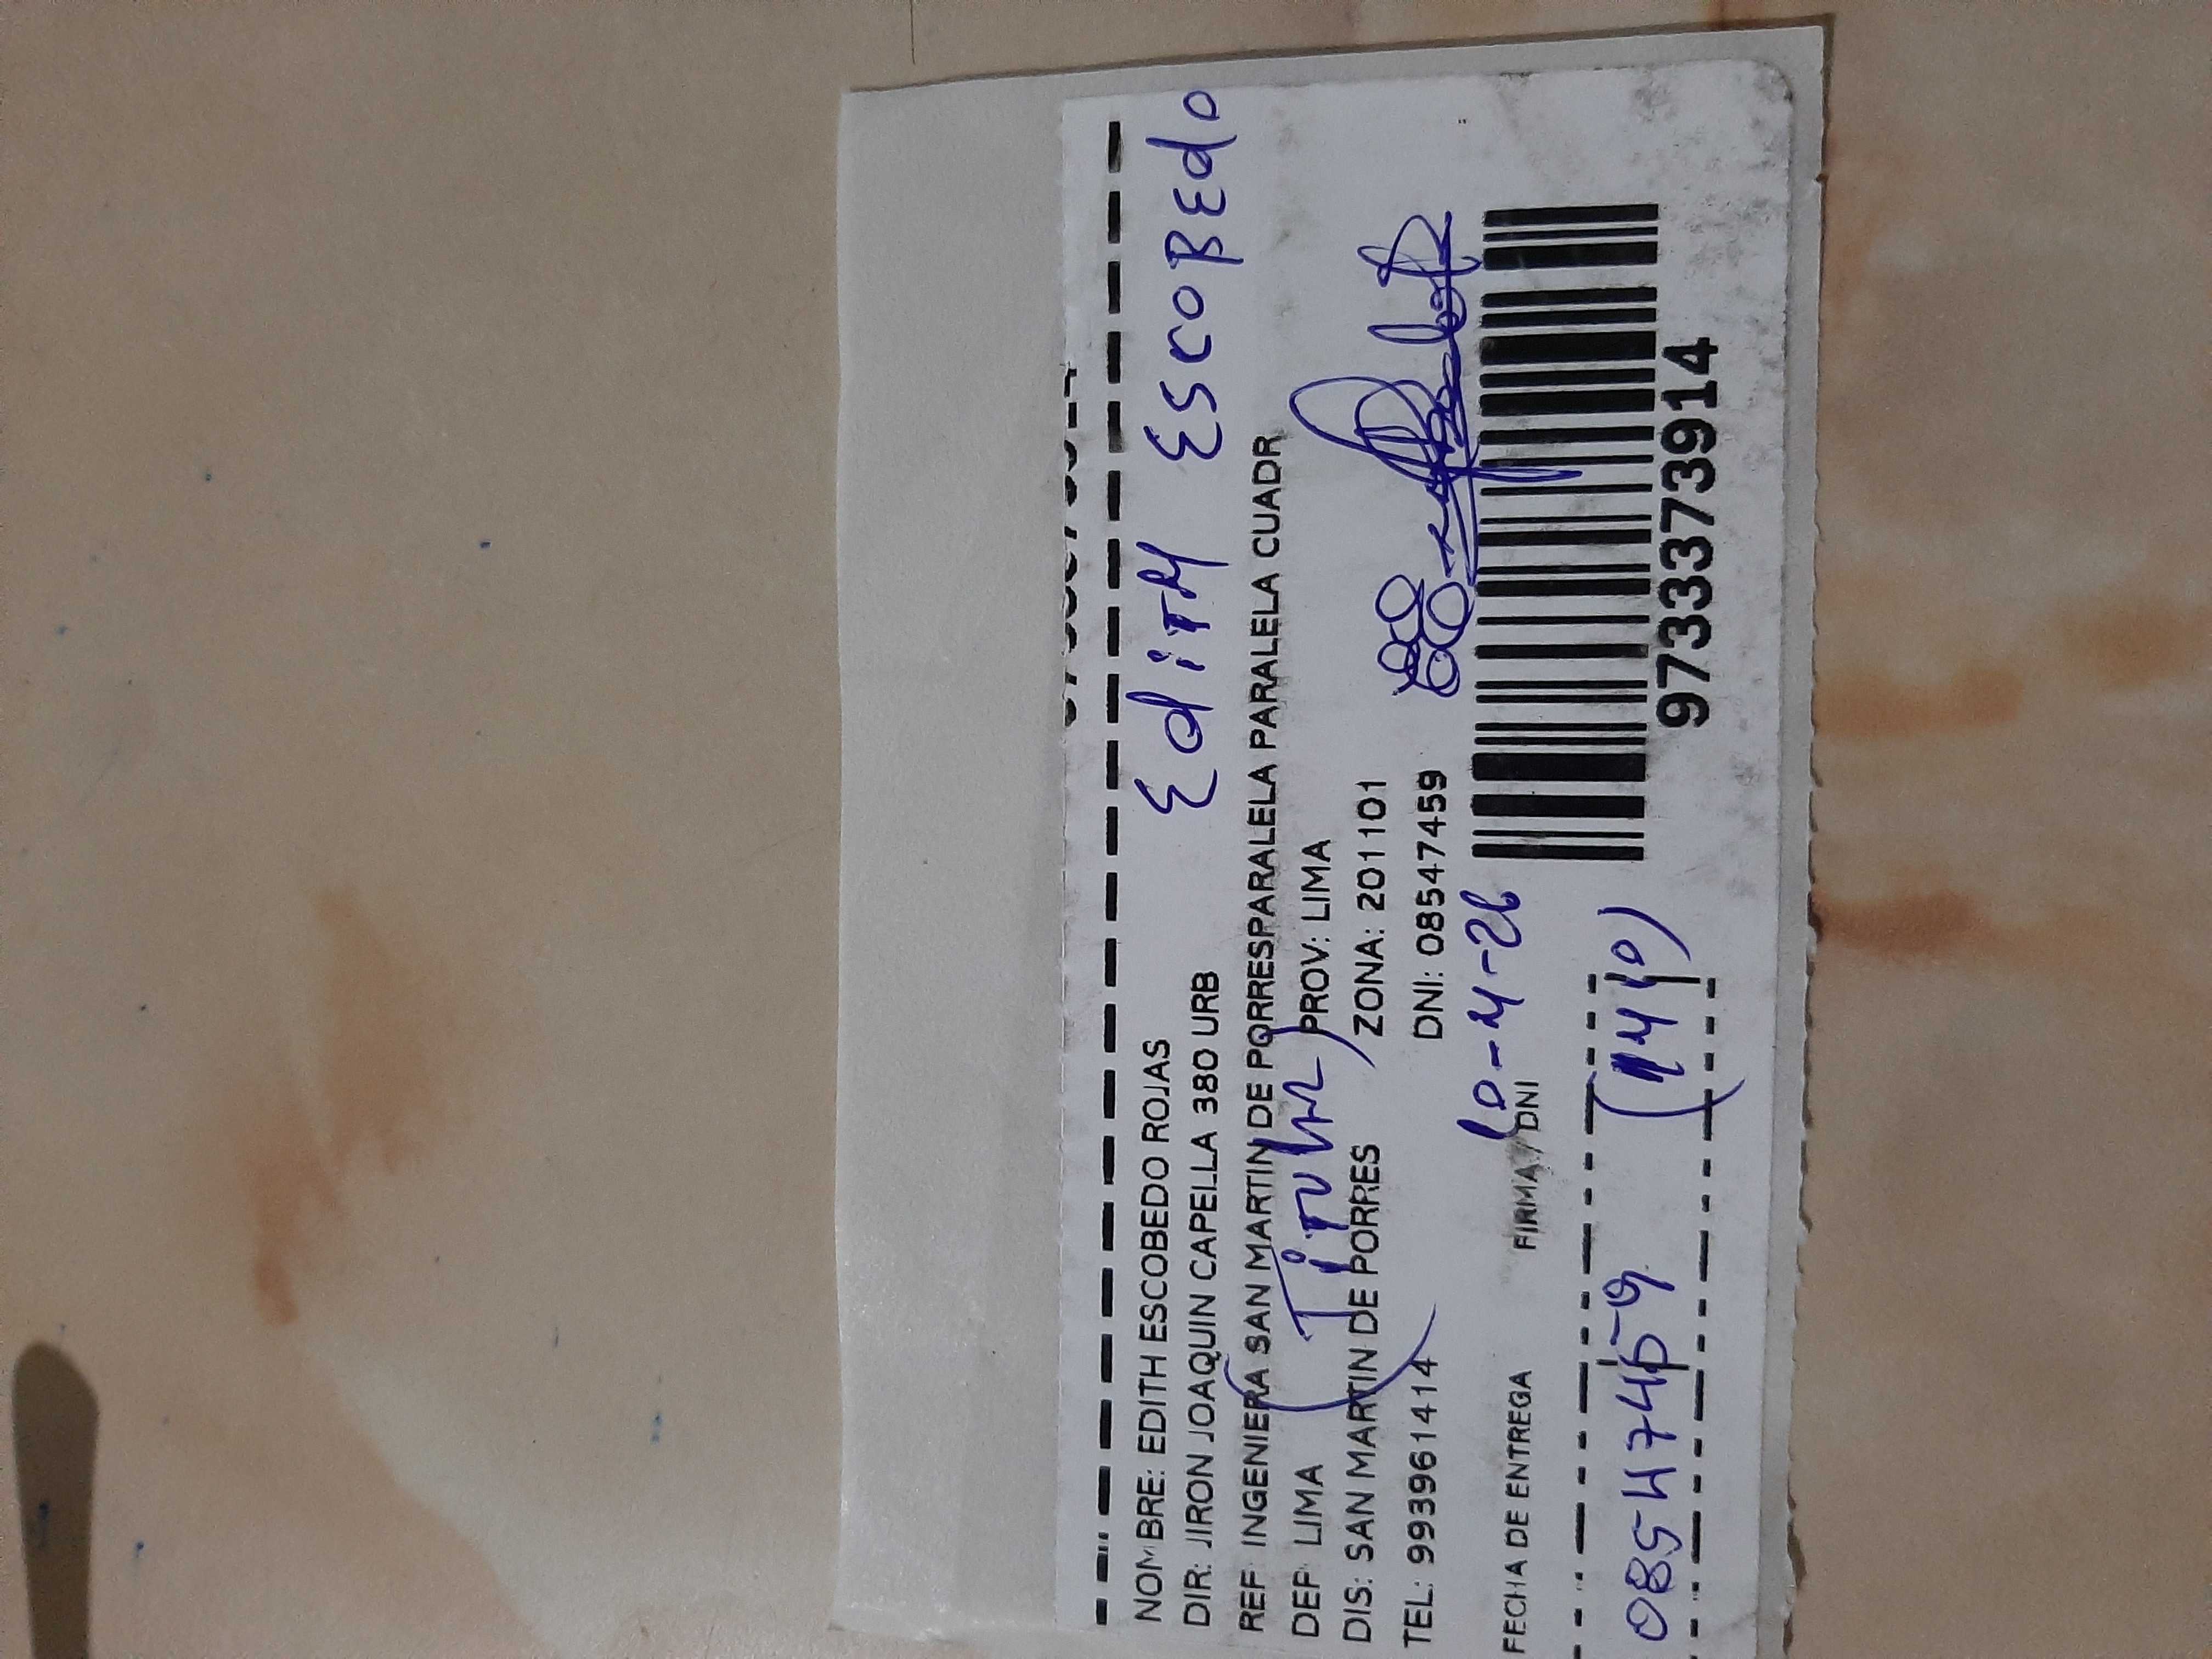 Edith Escobedo
NOMBRE: EDITH ESCOBEDO ROJAS
DIR: JIRON JOAQUIN CAPELLA 380 URB
REF: INGENIERA SAN MARTIN DE PORRESPARALELA PARALELA CUADR
DEP: LIMA PROV: LIMA
(Titular)
DIS: SAN MARTIN DE PORRES ZONA: 201101
TEL: 993961414 DNI: 08547459
10-4-26
FECHA DE ENTREGA FIRMA / DNI
08547459
9733373914